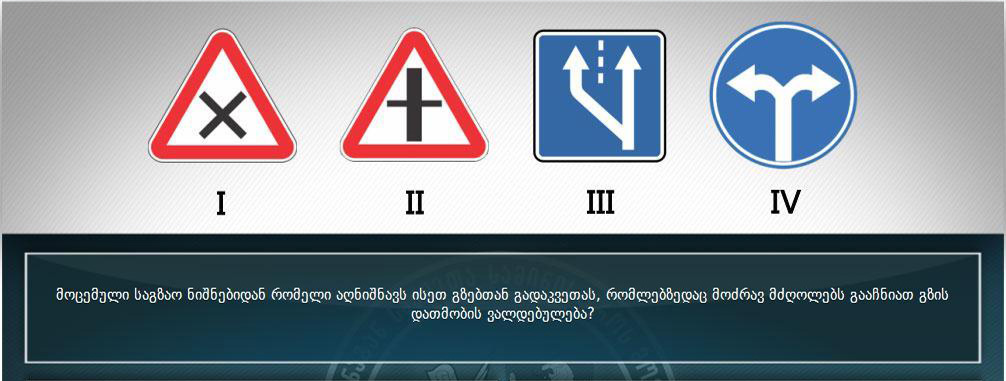 I II III IV
მოცემული საგზაო ნიშნებიდან რომელი აღნიშნავს ისეთ გზებთან გადაკვეთას, რომლებზედაც მოძრავ მძღოლებს გააჩნიათ გზის
დათმობის ვალდებულება?